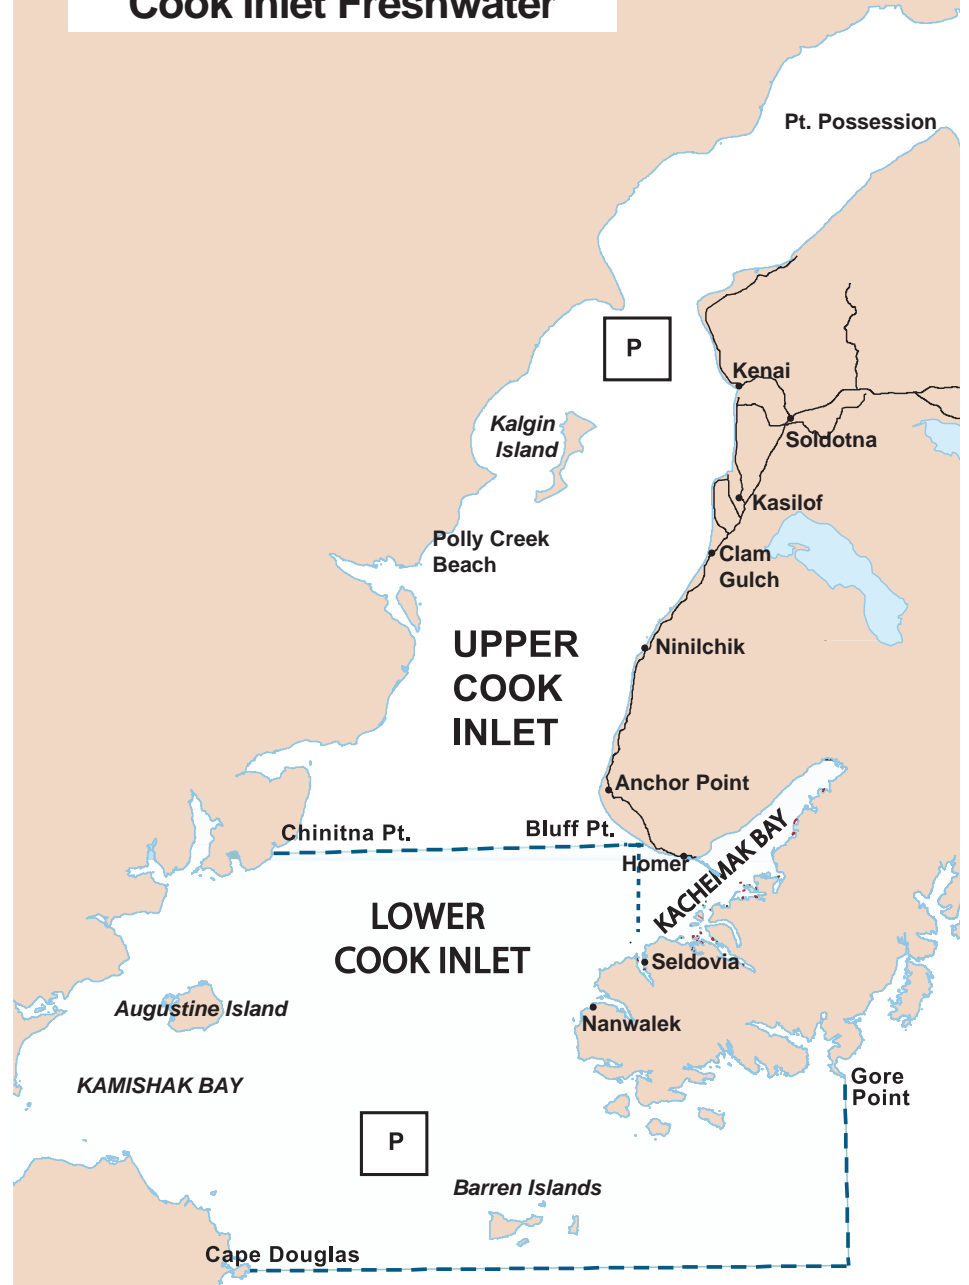 Cook Inlet Freshwater
Pt. Possession
P
Kenai
Kalgin
Island
Soldotna
Kasilof
Polly Creek
Beach
Clam
Gulch
UPPER
COOK
INLET
Ninilchik
Anchor Point
Chinitna Pt.
Bluff Pt.
Homer
KACHEMAK BAY
LOWER
COOK INLET
Seldovia
Augustine Island
Nanwalek
KAMISHAK BAY
Gore
Point
P
Barren Islands
Cape Douglas